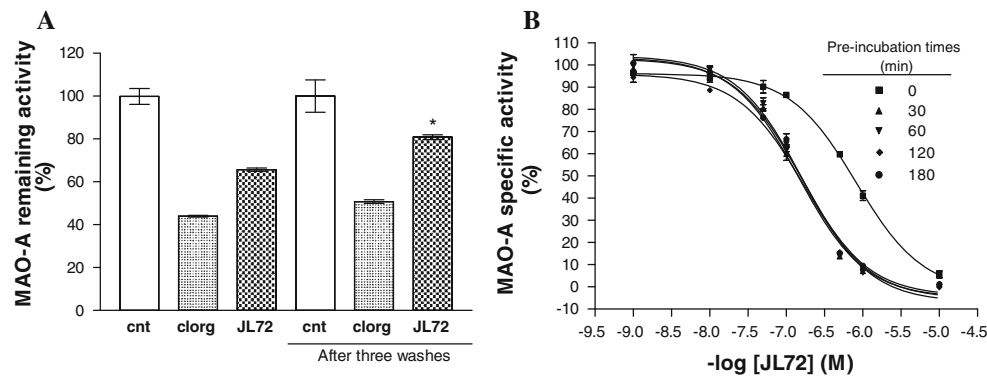 A
MAO-A remaining activity
(%)
120
100
80
60
40
20
0
*
cnt
clorg
JL72
cnt
clorg
JL72
After three washes
B
MAO-A specific activity
(%)
110
100
90
80
70
60
50
40
30
20
10
0
-10
-9.5
-9.0
-8.5
-8.0
-7.5
-7.0
-6.5
-6.0
-5.5
-5.0
-4.5
-log [JL72] (M)
Pre-incubation times
(min)
0
30
60
120
180